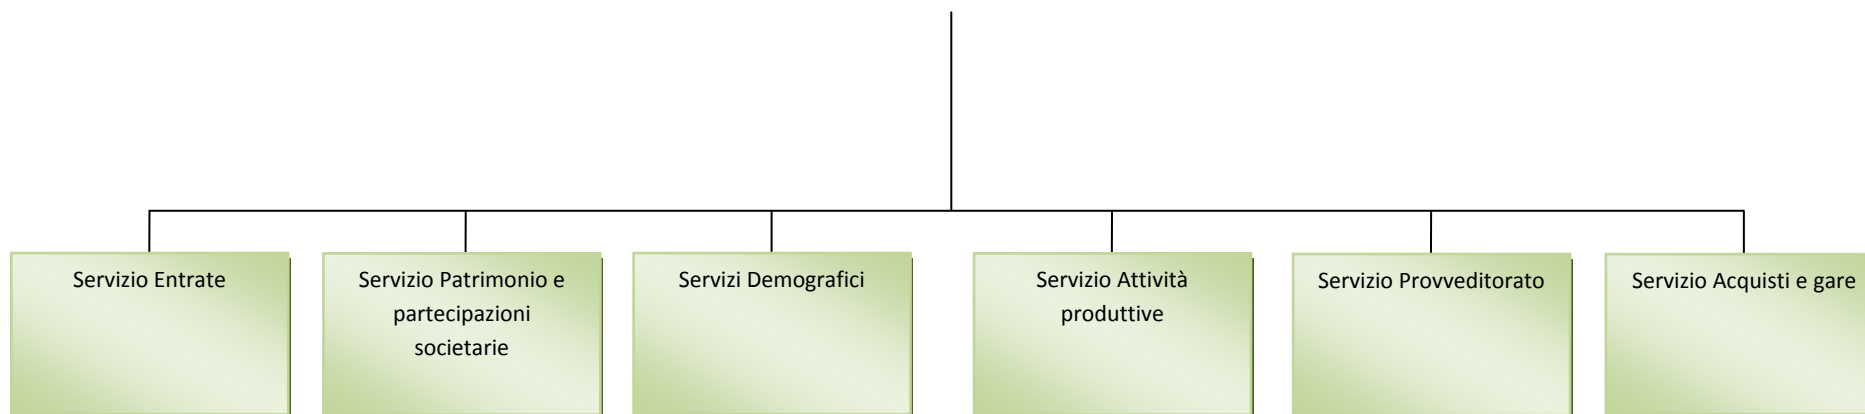 Servizio Entrate
Servizio Patrimonio e
partecipazioni
societarie
Servizi Demografici
Servizio Attività
produttive
Servizio Provveditorato
Servizio Acquisti e gare